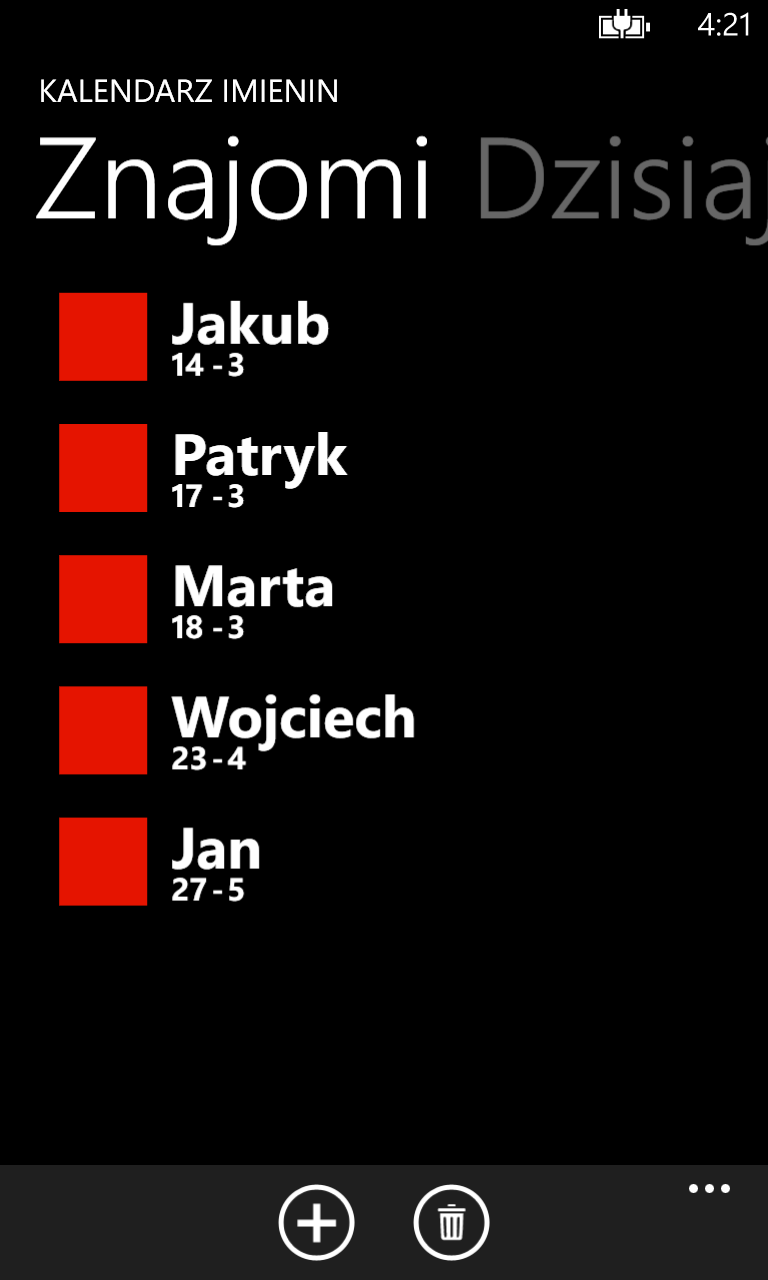 4:21
KALENDARZ IMIENIN
Znajomi Dzisiaj
Jakub
14 - 3
Patryk
17 - 3
Marta
18 - 3
Wojciech
23 - 4
Jan
27 - 5